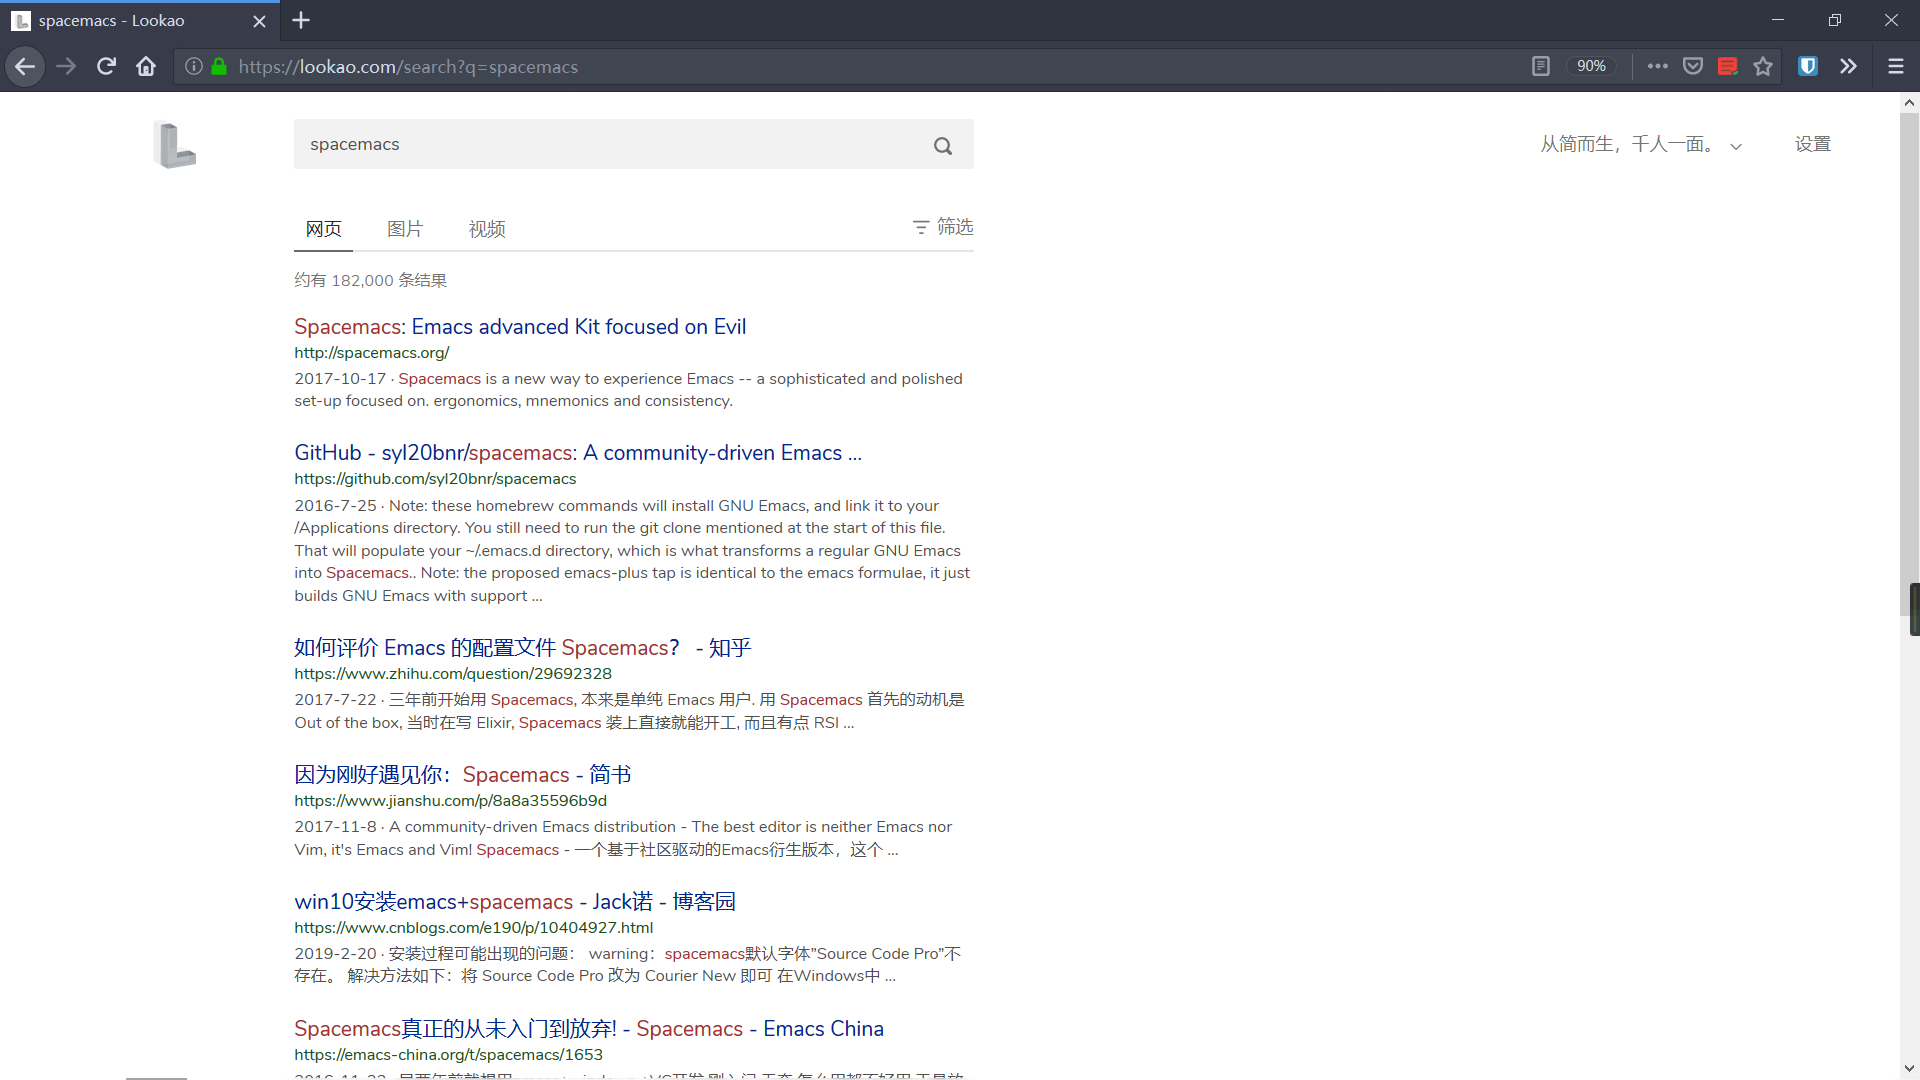 spacemacs - Lookao
https://lookao.com/search?q=spacemacs
90%
spacemacs
从简而生，千人一面。
设置
网页
图片
视频
筛选
约有 182,000 条结果
Spacemacs: Emacs advanced Kit focused on Evil
http://spacemacs.org/
2017-10-17 · Spacemacs is a new way to experience Emacs -- a sophisticated and polished
set-up focused on. ergonomics, mnemonics and consistency.
GitHub - syl20bnr/spacemacs: A community-driven Emacs ...
https://github.com/syl20bnr/spacemacs
2016-7-25 · Note: these homebrew commands will install GNU Emacs, and link it to your
/Applications directory. You still need to run the git clone mentioned at the start of this file.
That will populate your ~/.emacs.d directory, which is what transforms a regular GNU Emacs
into Spacemacs.. Note: the proposed emacs-plus tap is identical to the emacs formulae, it just
builds GNU Emacs with support ...
如何评价 Emacs 的配置文件 Spacemacs？ - 知乎
https://www.zhihu.com/question/29692328
2017-7-22 · 三年前开始用 Spacemacs, 本来是单纯 Emacs 用户. 用 Spacemacs 首先的动机是
Out of the box, 当时在写 Elixir, Spacemacs 装上直接就能开工, 而且有点 RSI ...
因为刚好遇见你：Spacemacs - 简书
https://www.jianshu.com/p/8a8a35596b9d
2017-11-8 · A community-driven Emacs distribution - The best editor is neither Emacs nor
Vim, it's Emacs and Vim! Spacemacs - 一个基于社区驱动的Emacs衍生版本，这个 ...
win10安装emacs+spacemacs - Jack诺 - 博客园
https://www.cnblogs.com/e190/p/10404927.html
2019-2-20 · 安装过程可能出现的问题： warning：spacemacs默认字体”Source Code Pro”不
存在。 解决方法如下：将 Source Code Pro 改为 Courier New 即可 在Windows中 ...
Spacemacs真正的从未入门到放弃! - Spacemacs - Emacs China
https://emacs-china.org/t/spacemacs/1653